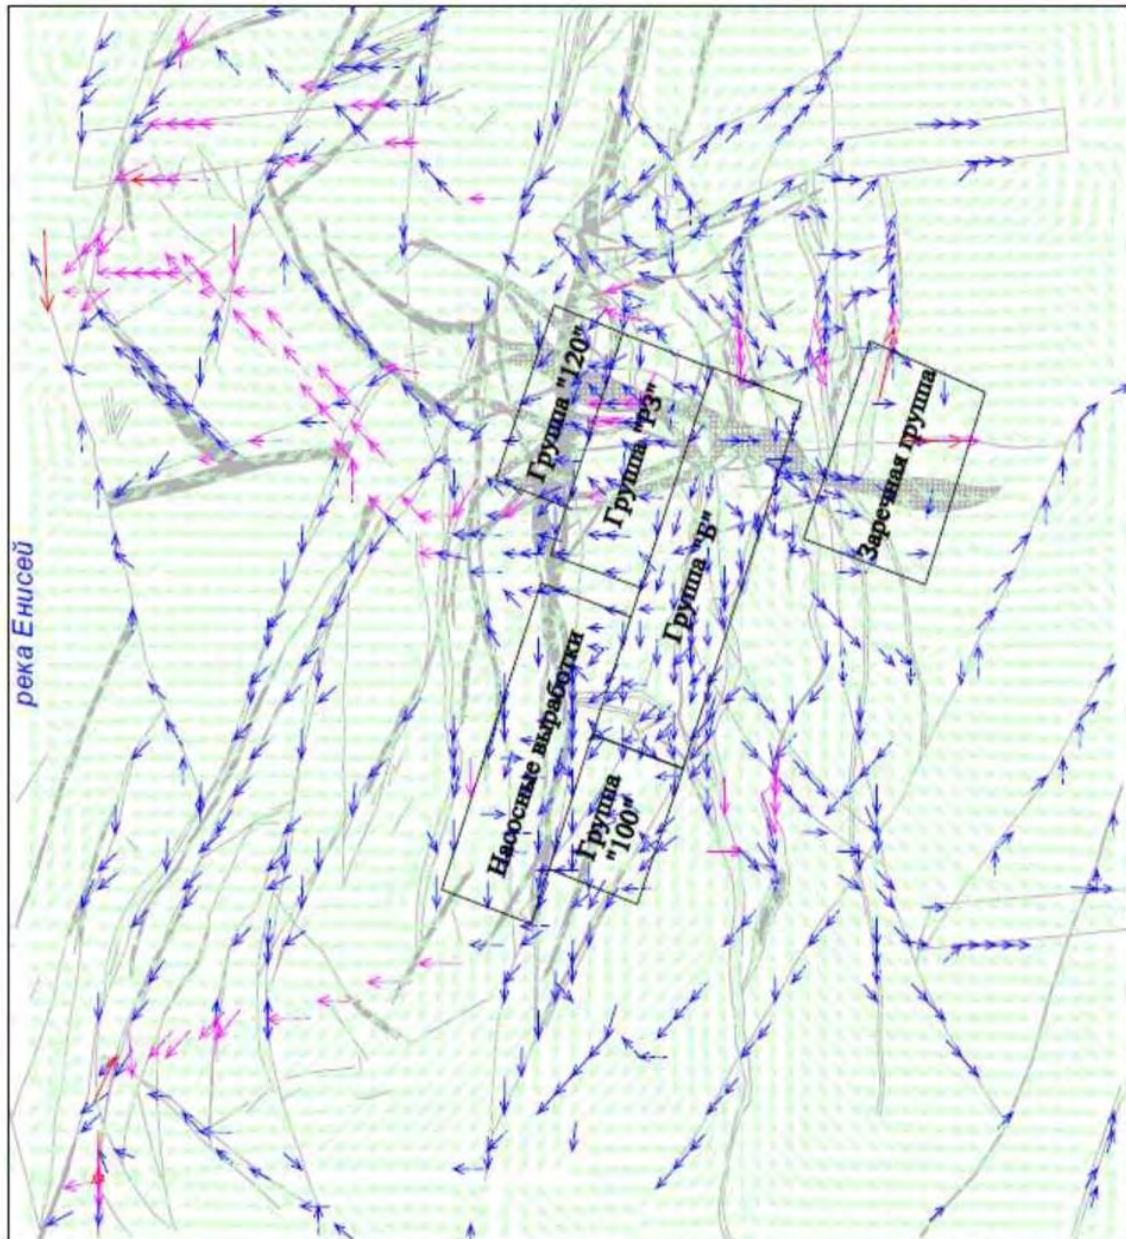 река Енисей
Группа "120"
Группа "РЗ"
Группа "Б"
Заречная группа
Насосные выработки
Группа
"100"